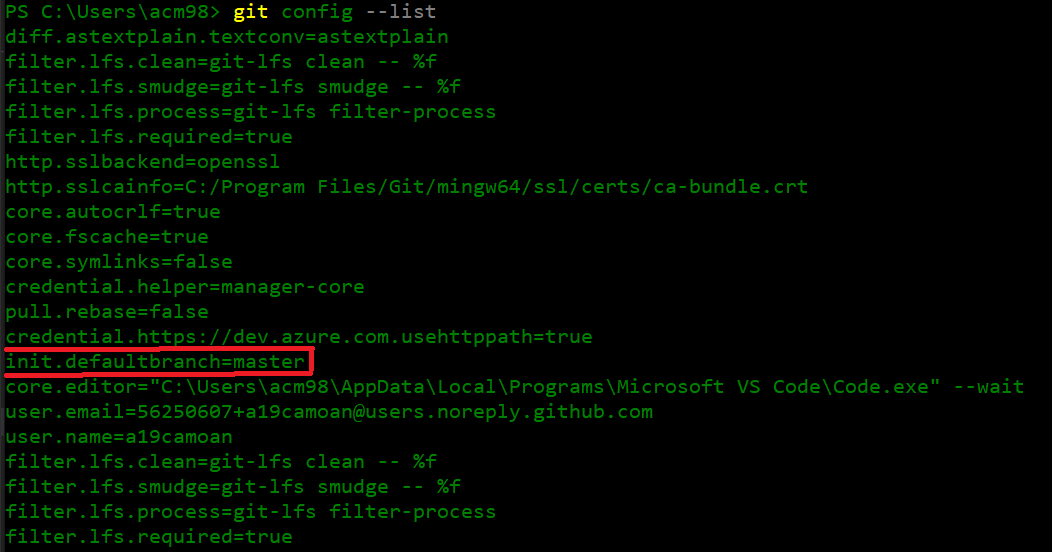 PS C:\Users\acm98> git config --list
diff.astextplain.textconv=astextplain
filter.lfs.clean=git-lfs clean -- %f
filter.lfs.smudge=git-lfs smudge -- %f
filter.lfs.process=git-lfs filter-process
filter.lfs.required=true
http.sslbackend=openssl
http.sslcainfo=C:/Program Files/Git/mingw64/ssl/certs/ca-bundle.crt
core.autocrlf=true
core.fscache=true
core.symlinks=false
credential.helper=manager-core
pull.rebase=false
credential.https://dev.azure.com.usehttppath=true
init.defaultbranch=master
core.editor="C:\Users\acm98\AppData\Local\Programs\Microsoft VS Code\Code.exe" --wait
user.email=56250607+a19camoan@users.noreply.github.com
user.name=a19camoan
filter.lfs.clean=git-lfs clean -- %f
filter.lfs.smudge=git-lfs smudge -- %f
filter.lfs.process=git-lfs filter-process
filter.lfs.required=true